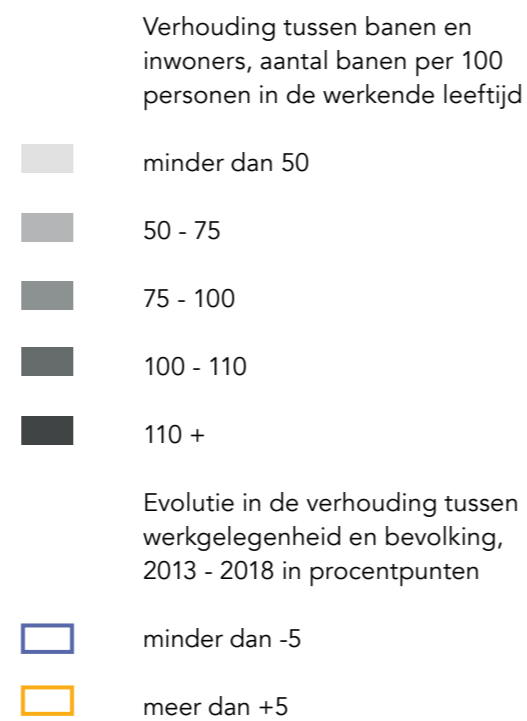 Verhouding tussen banen en
inwoners, aantal banen per 100
personen in de werkende leeftijd
minder dan 50
50 - 75
75 - 100
100 - 110
110 +
Evolutie in de verhouding tussen
werkgelegenheid en bevolking,
2013 - 2018 in procentpunten
minder dan -5
meer dan +5